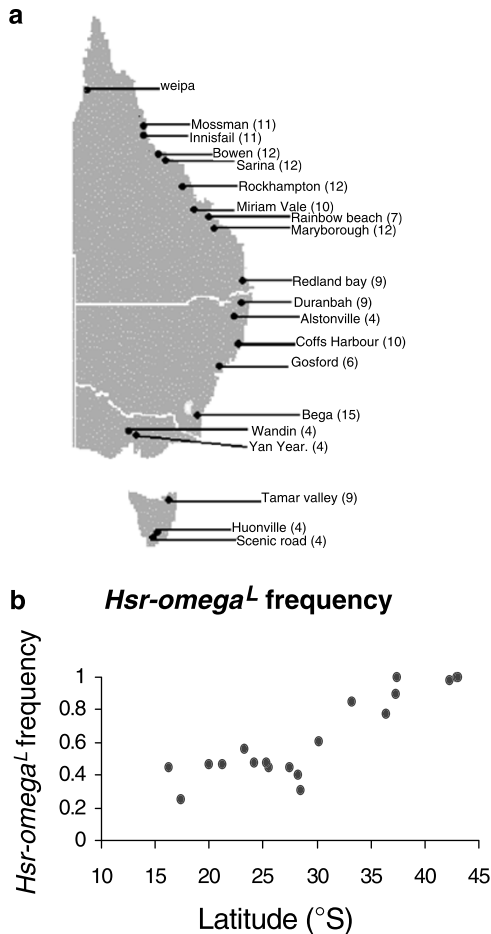 a
weipa
Mossman (11)
Innisfail (11)
Bowen (12)
Sarina (12)
Rockhampton (12)
Miriam Vale (10)
Rainbow beach (7)
Maryborough (12)
Redland bay (9)
Duranbah (9)
Alstonville (4)
Coffs Harbour (10)
Gosford (6)
Bega (15)
Wandin (4)
Yan Year. (4)
Tamar valley (9)
Huonville (4)
Scenic road (4)
b
Hsr-omega^L frequency
Hsr-omega^L frequency
1
0.8
0.6
0.4
0.2
0
10 15 20 25 30 35 40 45
Latitude (°S)